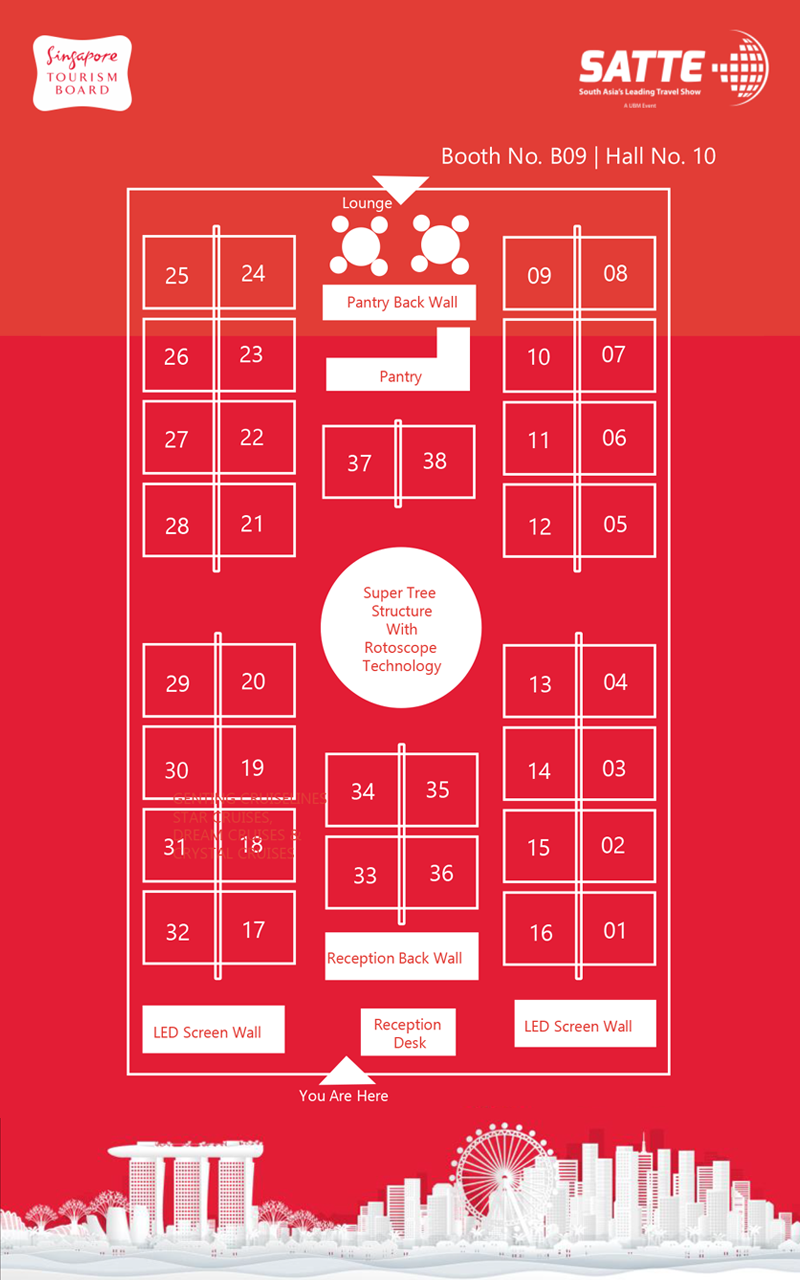 Singapore
TOURISM
BOARD
SATTE
South Asia's Leading Travel Show
A UBM Event
Booth No. B09 | Hall No. 10
Lounge
25 24
09 08
Pantry Back Wall
26 23
10 07
Pantry
27 22
37 38
11 06
28 21
12 05
Super Tree
Structure
With
Rotoscope
Technology
29 20
13 04
30 19
34 35
14 03
GENTING CRUISELINES
STAR CRUISES,
DREAM CRUISES &
CRYSTAL CRUISES
31 18
33 36
15 02
32 17
16 01
Reception Back Wall
LED Screen Wall
Reception
Desk
LED Screen Wall
You Are Here